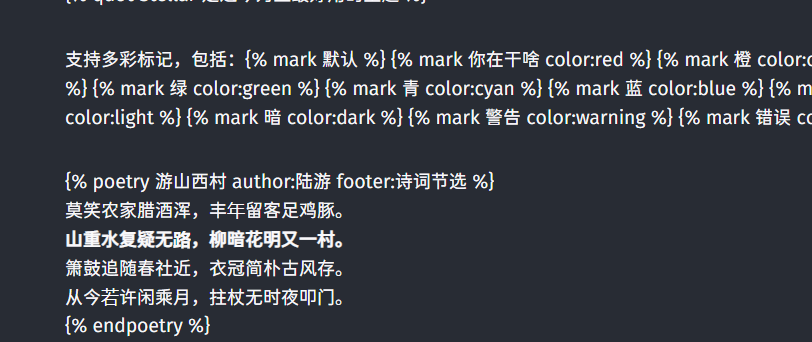 支持多彩标记，包括：{% mark 默认 %} {% mark 你在干啥 color:red %} {% mark 橙 color:
%} {% mark 绿 color:green %} {% mark 青 color:cyan %} {% mark 蓝 color:blue %} {% m
color:light %} {% mark 暗 color:dark %} {% mark 警告 color:warning %} {% mark 错误 co
{% poetry 游山西村 author:陆游 footer:诗词节选 %}
莫笑农家腊酒浑，丰年留客足鸡豚。
山重水复疑无路，柳暗花明又一村。
箫鼓追随春社近，衣冠简朴古风存。
从今若许闲乘月，拄杖无时夜叩门。
{% endpoetry %}